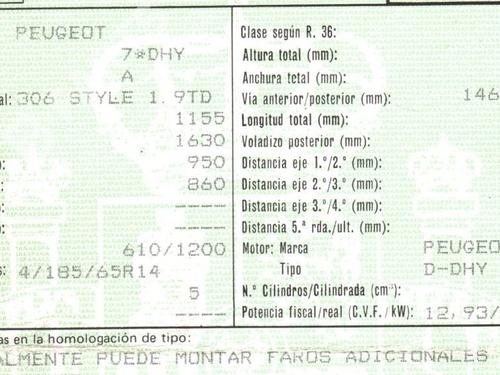 PEUGEOT
7*DHY
A
al: 306 STYLE 1.9TD
1155
1630
950
860
----
----
610/1200
s: 4/185/65R14
5
----
Clase según R. 36:
Altura total (mm):
Anchura total (mm):
Vía anterior/posterior (mm): 146
Longitud total (mm):
Voladizo posterior (mm):
Distancia eje 1.º/2.º (mm):
Distancia eje 2.º/3.º (mm):
Distancia eje 3.º/4.º (mm):
Distancia 5.ª rda./ult. (mm):
Motor: Marca PEUGEO
Tipo D-DHY
N.º Cilindros/Cilindrada (cm³):
Potencia fiscal/real (C.V.F./kW): 12,93/
as en la homologación de tipo:
ALMENTE PUEDE MONTAR FAROS ADICIONALES